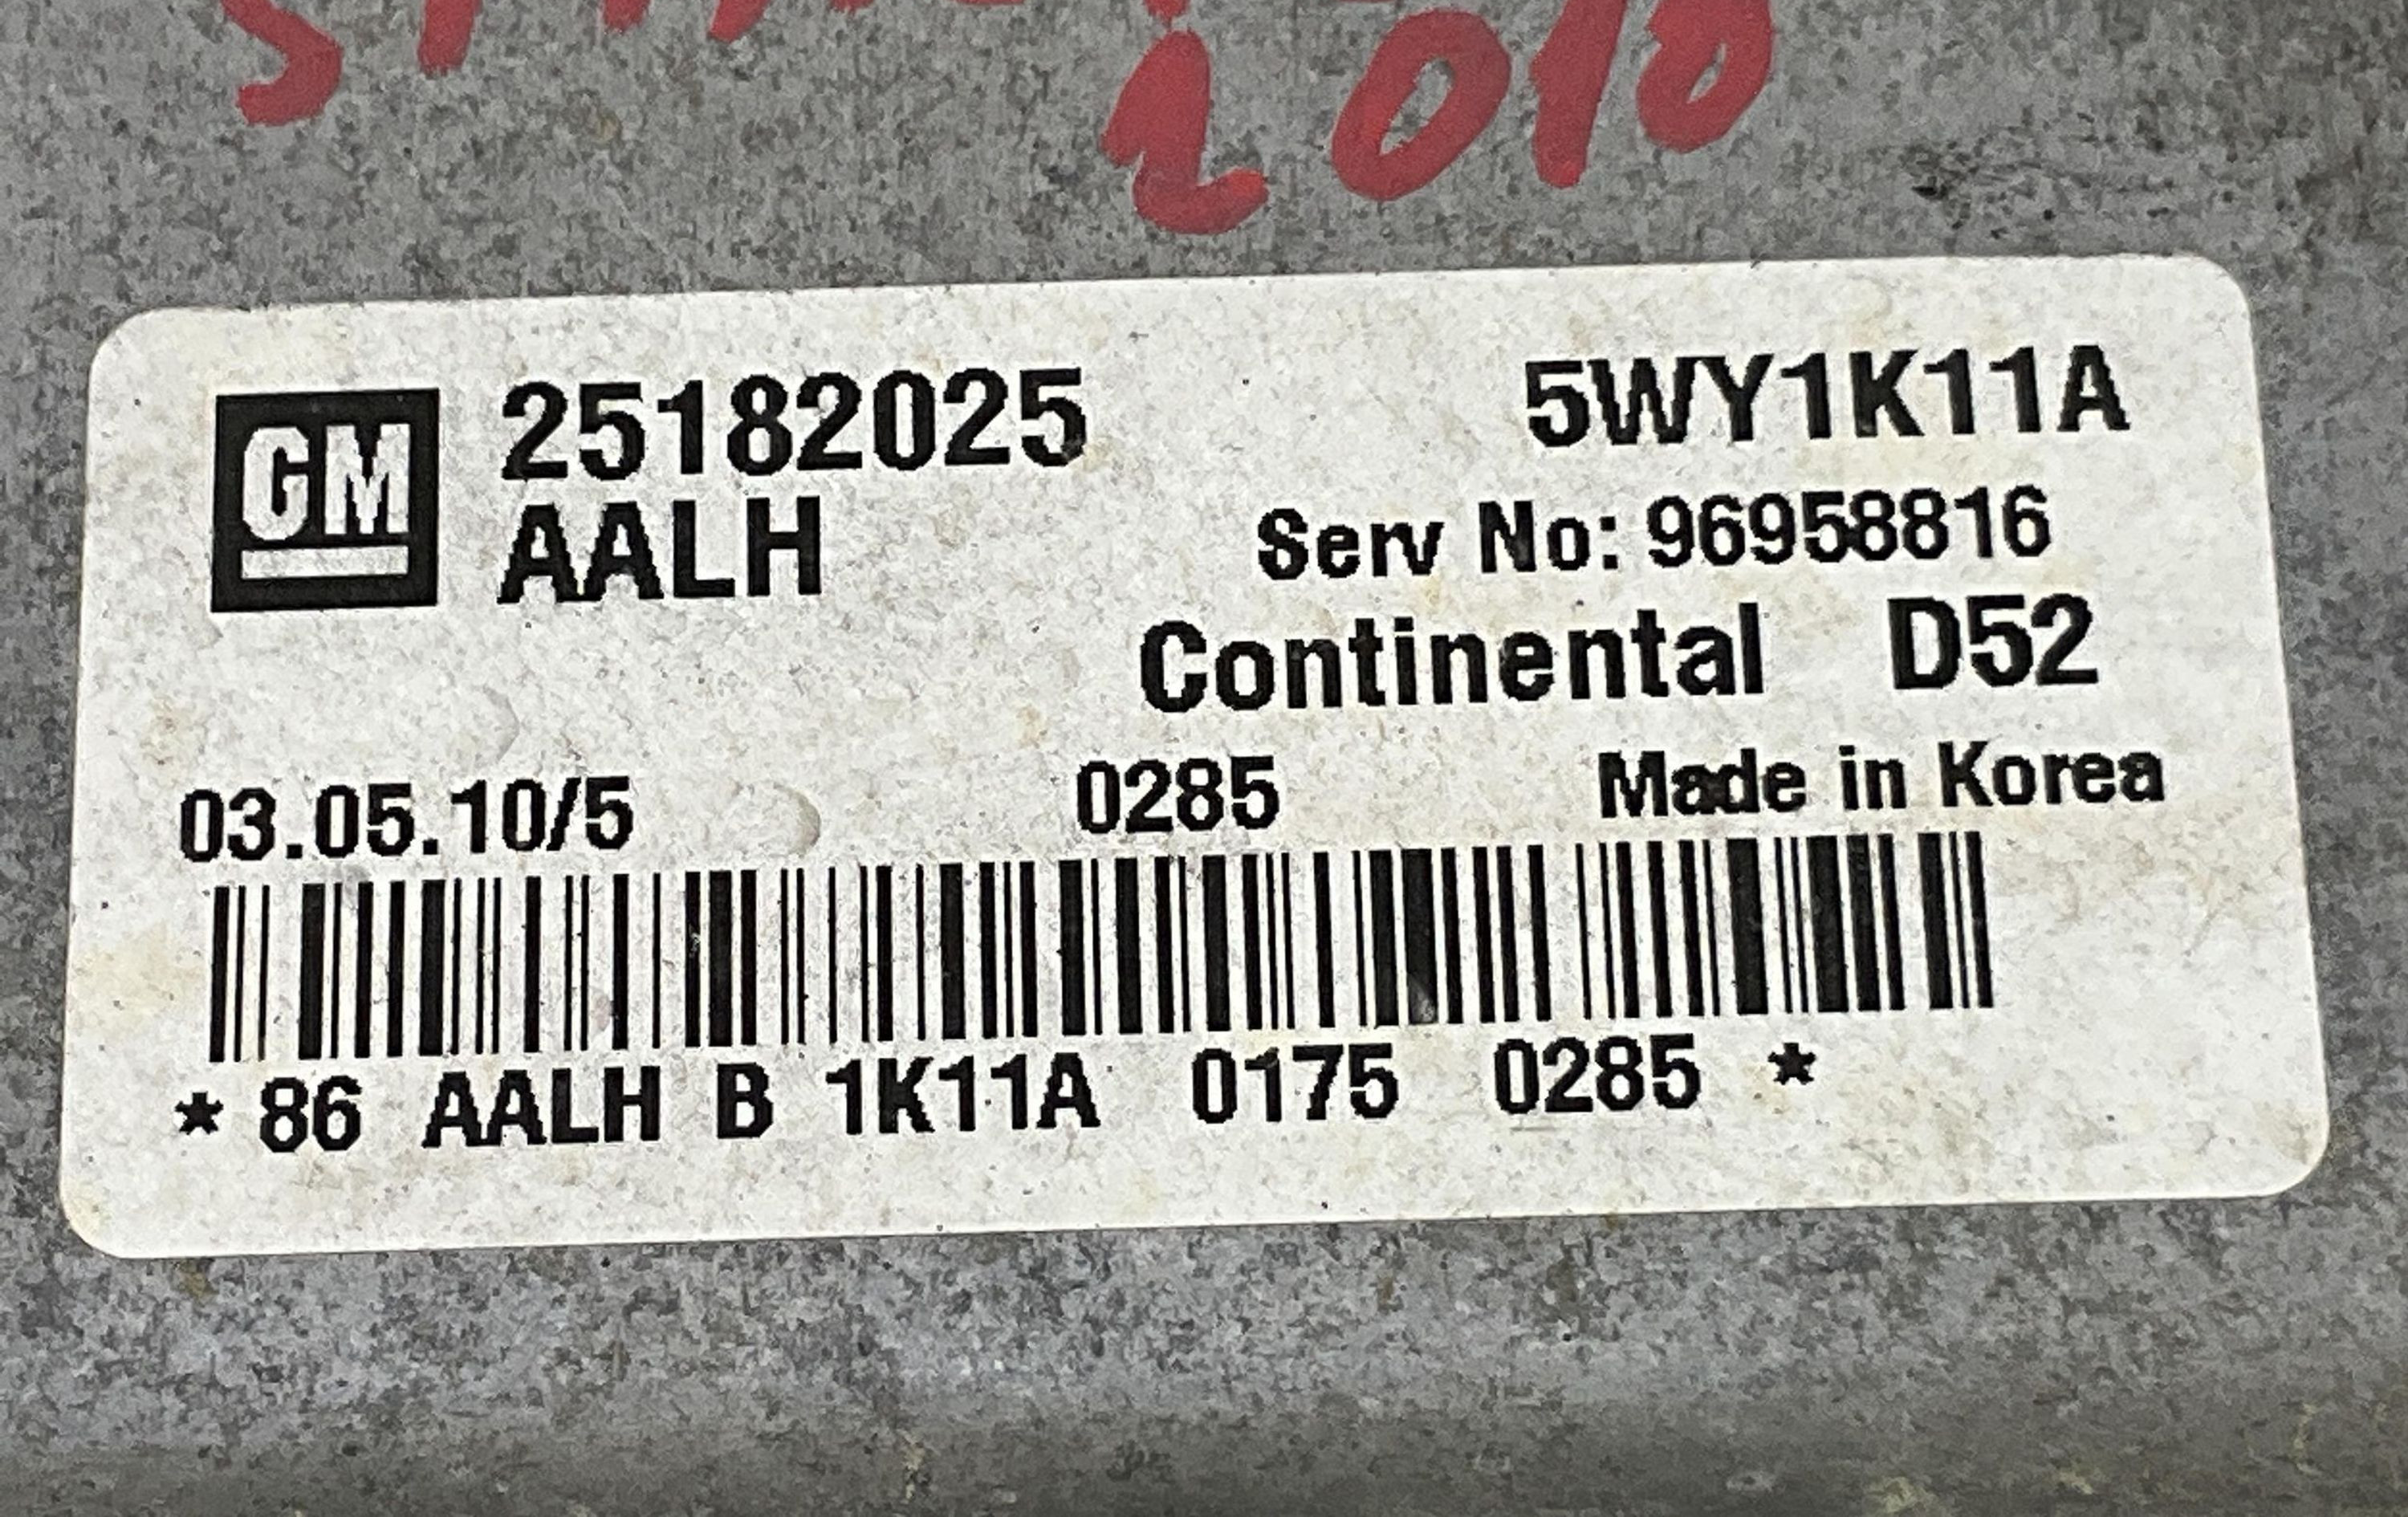 2010
GM 25182025 5WY1K11A
AALH Serv No: 96958816
Continental D52
03.05.10/5 0285 Made in Korea
* 86 AALH B 1K11A 0175 0285 *